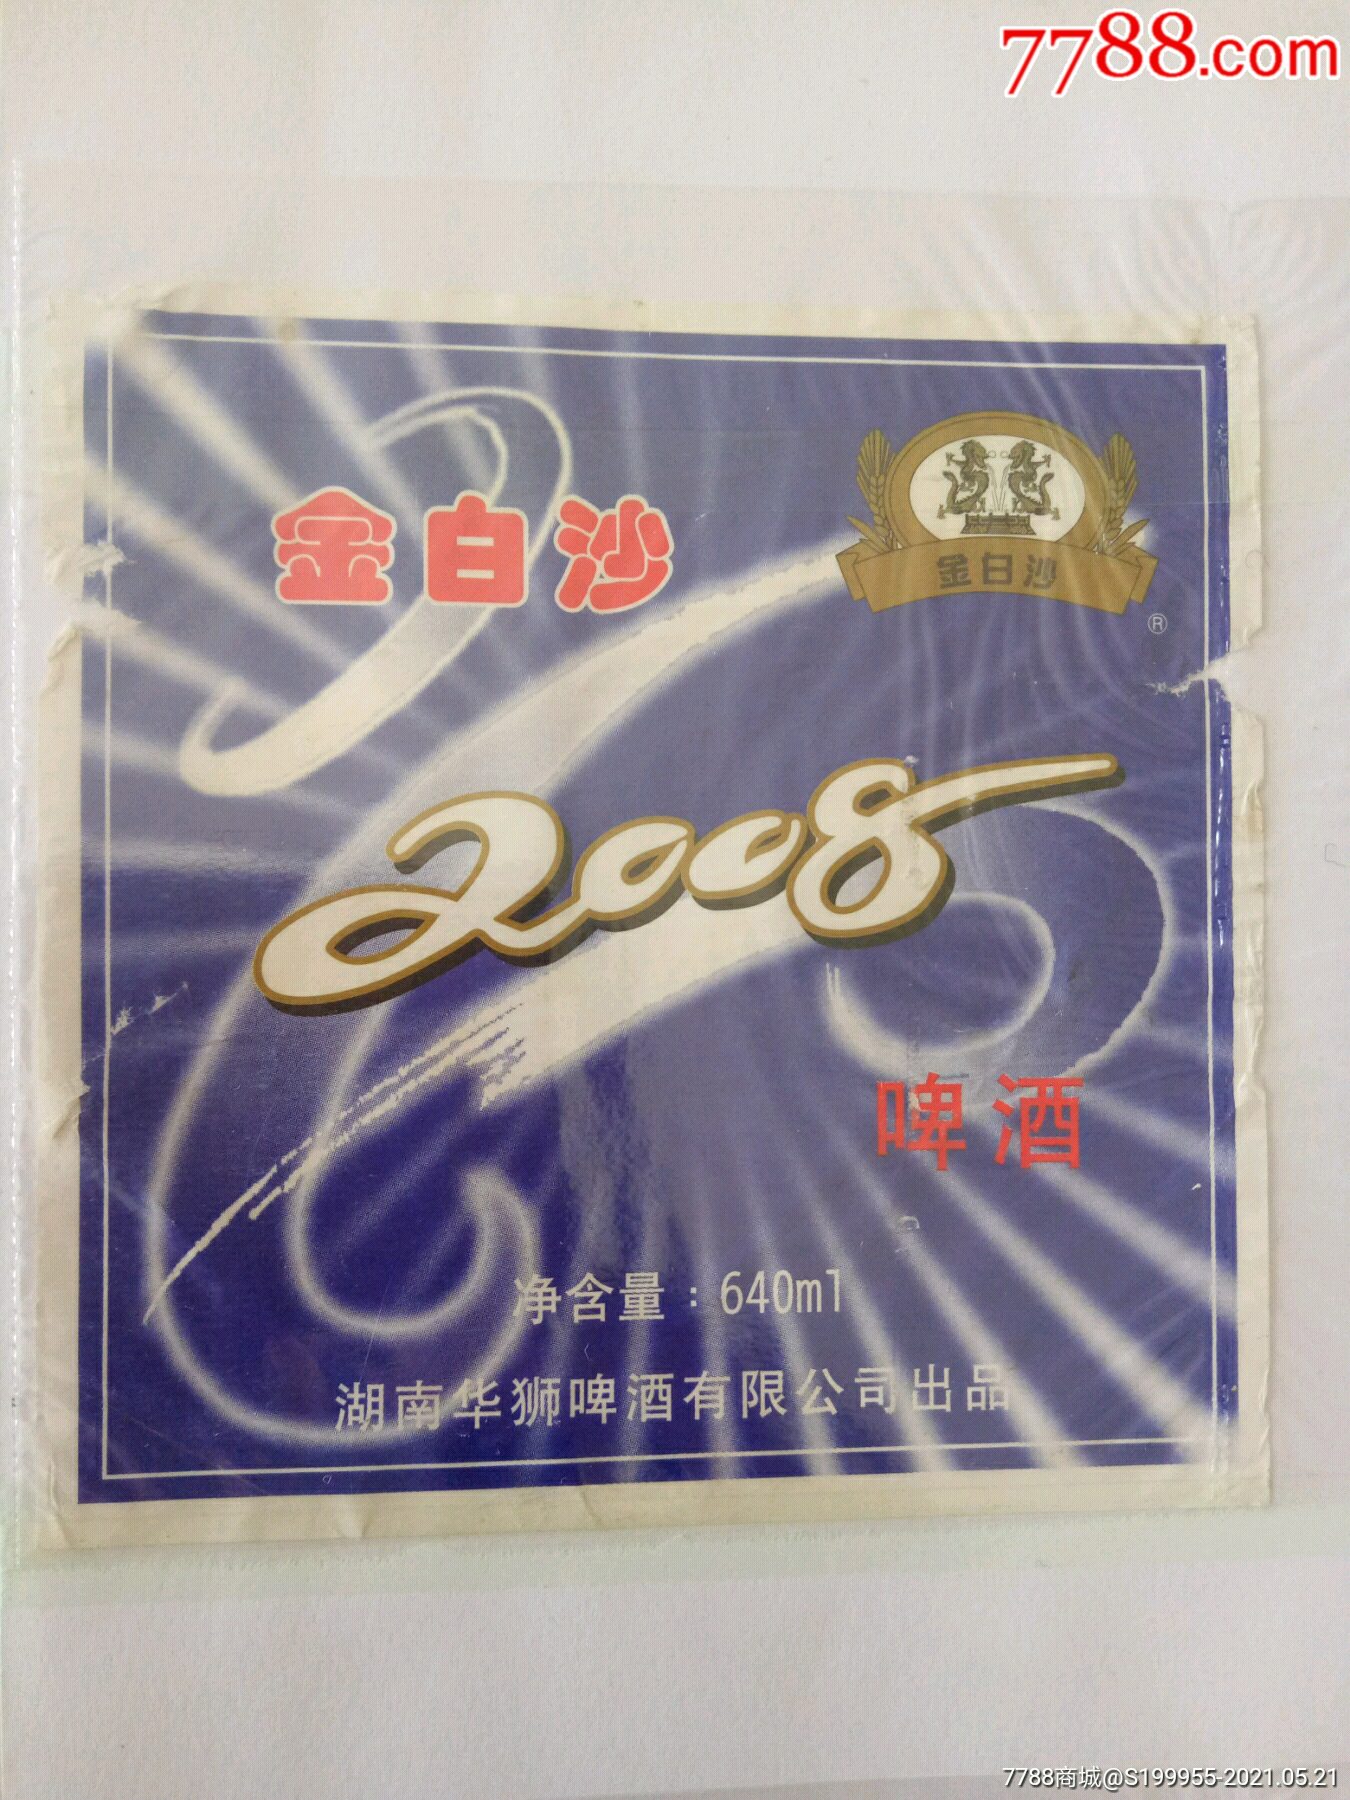 7788.com
金白沙
金白沙
®
2008
啤酒
净含量：640ml
湖南华狮啤酒有限公司出品
7788商城@S199955-2021.05.21